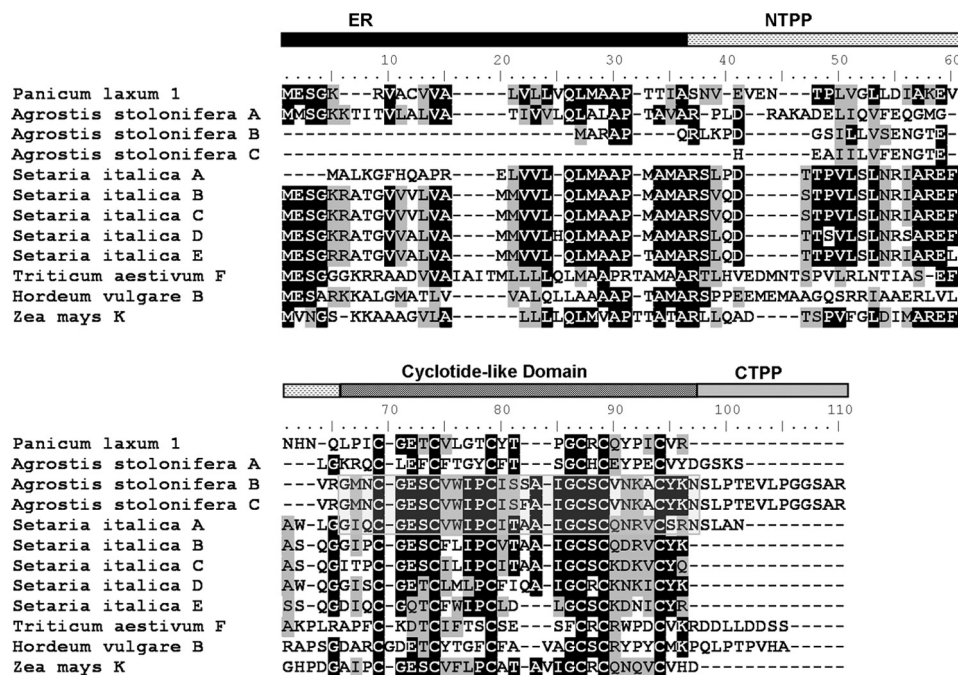 ER NTPP
10 20 30 40 50 60
Panicum laxum 1 MESGK---RVACVVA-----LVLLVQLMAAP-TTIASNV-EVEN---TPLVGLLDIAKEV
Agrostis stolonifera A MMSGKKTITVLALVA-----TIVVLQLALAP-TAVAR-PLD-RAKADELIQVFEQGMG--
Agrostis stolonifera B --------------------------MARAP----QRLKPD------GSILLVSENGTE-
Agrostis stolonifera C ----------------------------------------H------EAIILVFENGTE-
Setaria italica A ----MALKGFHQAPR----ELVVL-QLMAAP-MAMARSLPD-----TTPVLSLNRIAREF
Setaria italica B MESGKRATGVVALVA----MMVVL-QLMAAP-MAMARSVQD-----TTPVLSLNRIAREF
Setaria italica C MESGKRATGVVVLVA----MMVVL-QLMAAP-MAMARSVQD-----TTPVLSLNRIAREF
Setaria italica D MESGKRATGVVALVA----MMVVLHQLMAAP-MAMARSLQD-----TTSVLSLNRSAREF
Setaria italica E MESGRRATGVVALVA----MMVVL-QLMAAP-MAMARSLQD-----TTPVLSLNRIAREL
Triticum aestivum F MESGGGKRRAADVVAIAITMLLLLQLMAAPRTAMAARTLHVEDMNTSPVLRLNTIAS-EF
Hordeum vulgare B MESARKKALGMATLV------VALQLLAAAP-TAMARSPPEEMEMAAGQSRRIAAERLVL
Zea mays K MVNGS-KKAAAGVLA------LLLLQLMVAPTTATARLLQAD----TSPVFGLDIMAREF
Cyclotide-like Domain CTPP
70 80 90 100 110
Panicum laxum 1 NHN-QLPIC-GETCVLGTCYT---PGCRCQYPICVR--------------
Agrostis stolonifera A ---LGKRQC-LEFCFTGYCFT---SGCHCEYPECVYDGSKS---------
Agrostis stolonifera B ---VRGMNC-GESCVWIPCISSA-IGCSCVNKACYKNSLPTEVLPGGSAR
Agrostis stolonifera C ---VRGMNC-GESCVWIPCISFA-IGCSCVNKACYKNSLPTEVLPGGSAR
Setaria italica A AW-LGGIQC-GESCVWIPCITAA-IGCSCQNRVCSRNSLAN---------
Setaria italica B AS-QGGIPC-GESCFLIPCVTAA-IGCSCQDRVCYK--------------
Setaria italica C AS-QGITPC-GESCILIPCITAA-IGCSCKDKVCYQ--------------
Setaria italica D AW-QGGISC-GETCLMLPCFIQA-IGCRCKNKICYK--------------
Setaria italica E SS-QGDIQC-GQTCFWIPCLD---LGCSCKDNICYR--------------
Triticum aestivum F AKPLRAPFC-KDTCIFTSCSE---SFCRCRWPDCVKRDDLLDDSS-----
Hordeum vulgare B RAPSGDARCGDETCYTGFCFA-VAGCSCRYPYCMKPQLPTPVHA-----
Zea mays K GHPDGAIPC-GESCVFLPCAT-AVIGCRCQNQVCVHD-------------